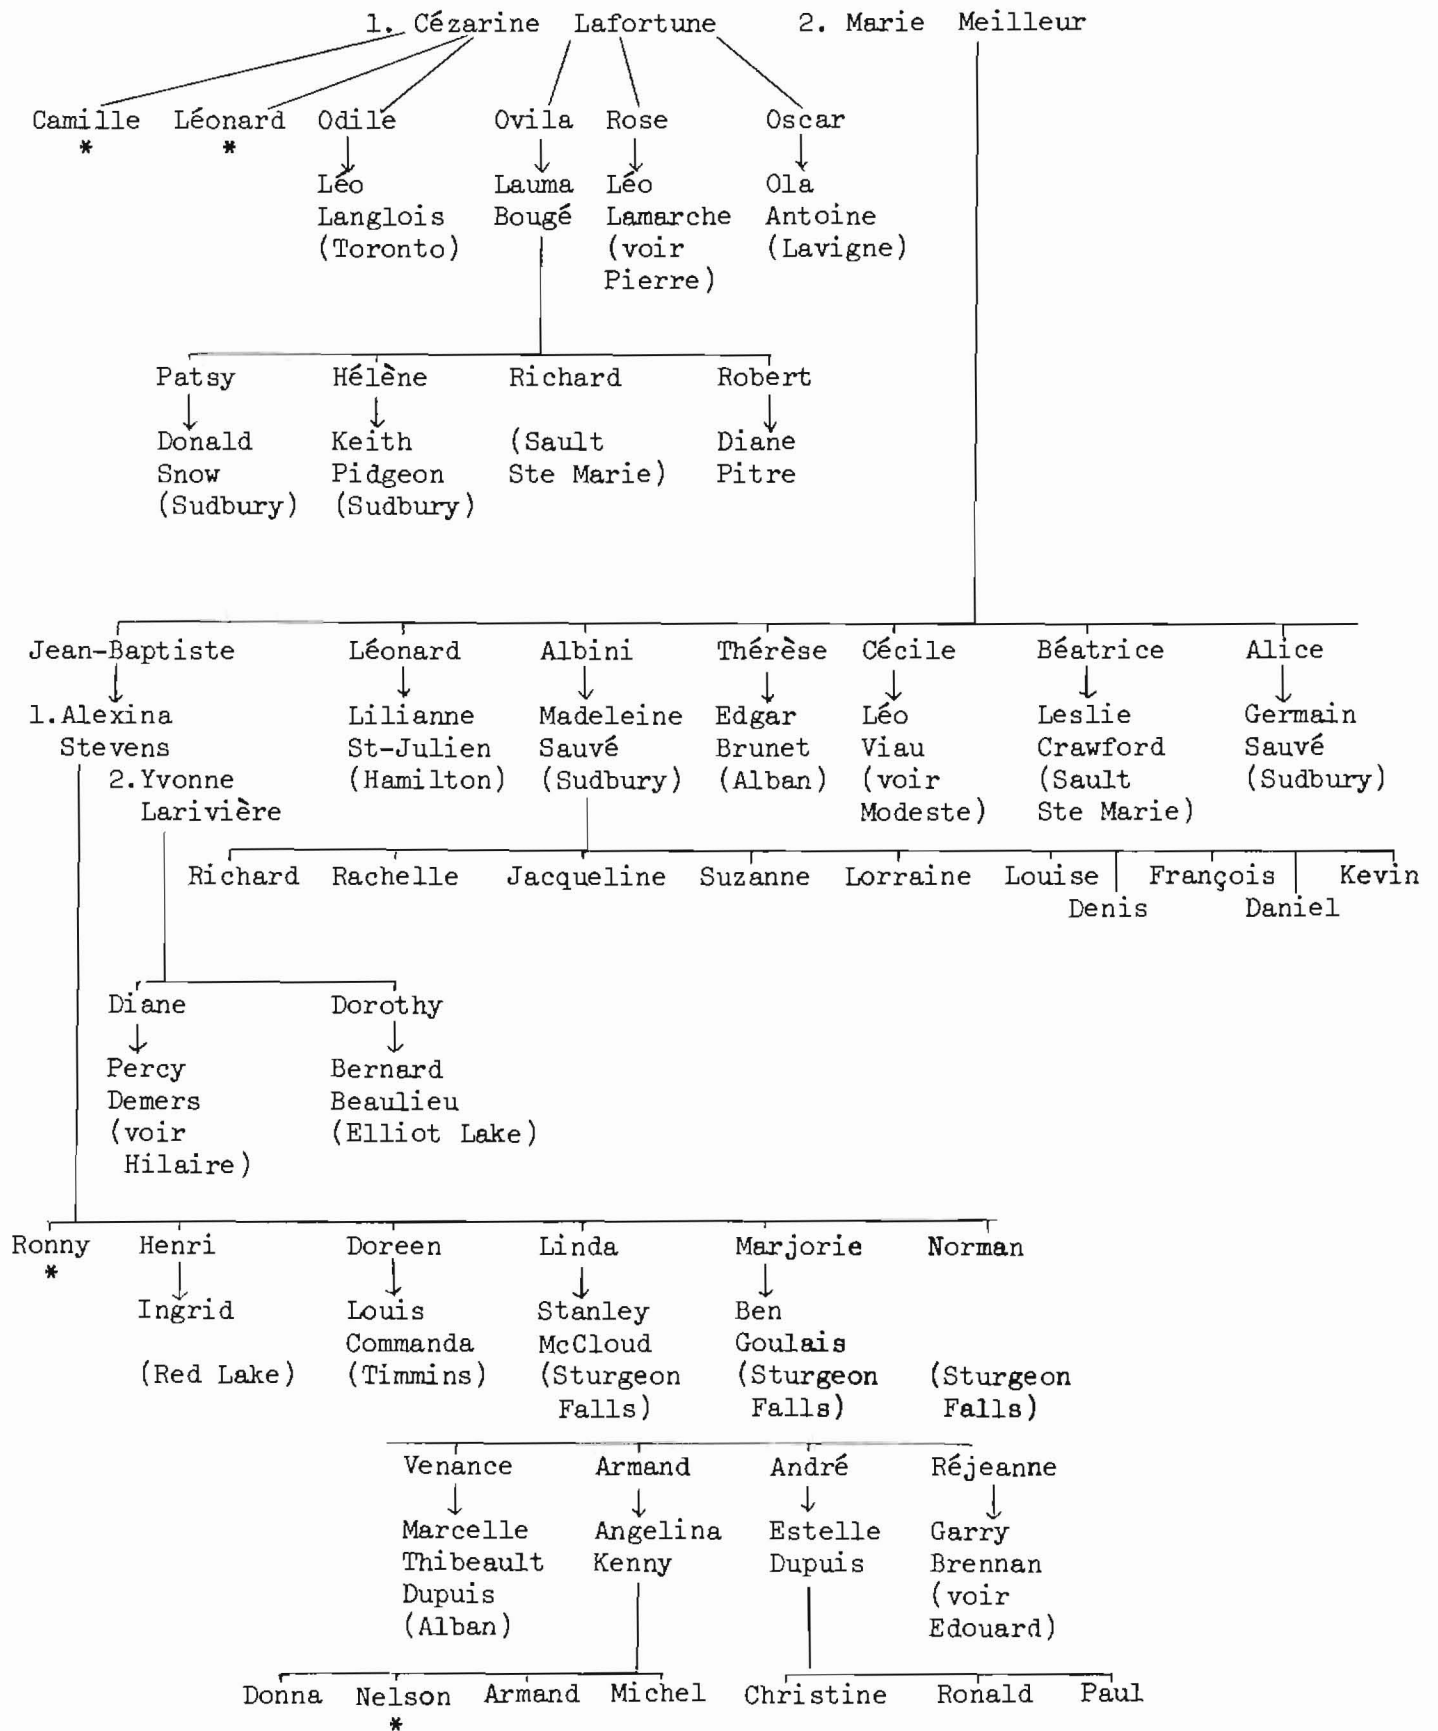 1. Cézarine Lafortune 2. Marie Meilleur
Camille Léonard Odile Ovila Rose Oscar
* *
Léo Lauma Léo Ola
Langlois Bougé Lamarche Antoine
(Toronto) (voir (Lavigne)
Pierre)
Patsy Hélène Richard Robert
Donald Keith (Sault Diane
Snow Pidgeon Ste Marie) Pitre
(Sudbury) (Sudbury)
Jean-Baptiste Léonard Albini Thérèse Cécile Béatrice Alice
1. Alexina Lilianne Madeleine Edgar Léo Leslie Germain
Stevens St-Julien Sauvé Brunet Viau Crawford Sauvé
2. Yvonne (Hamilton) (Sudbury) (Alban) (voir (Sault (Sudbury)
Larivière Modeste) Ste Marie)
Richard Rachelle Jacqueline Suzanne Lorraine Louise François Kevin
Denis Daniel
Diane Dorothy
Percy Bernard
Demers Beaulieu
(voir (Elliot Lake)
Hilaire)
Ronny Henri Doreen Linda Marjorie Norman
*
Ingrid Louis Stanley Ben
Commanda McCloud Goulais
(Red Lake) (Timmins) (Sturgeon (Sturgeon (Sturgeon
Falls) Falls) Falls)
Venance Armand André Réjeanne
Marcelle Angelina Estelle Garry
Thibeault Kenny Dupuis Brennan
Dupuis (voir
(Alban) Edouard)
Donna Nelson Armand Michel Christine Ronald Paul
*